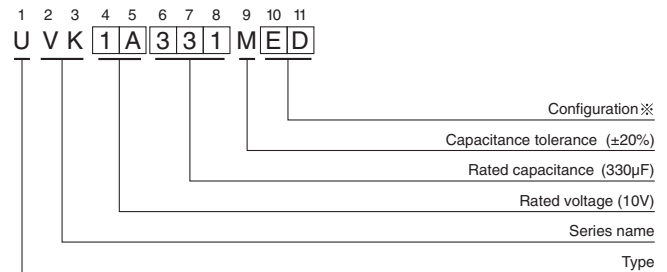 1 2 3 4 5 6 7 8 9 10 11
U V K 1 A 3 3 1 M E D
Configuration※
Capacitance tolerance (±20%)
Rated capacitance (330µF)
Rated voltage (10V)
Series name
Type